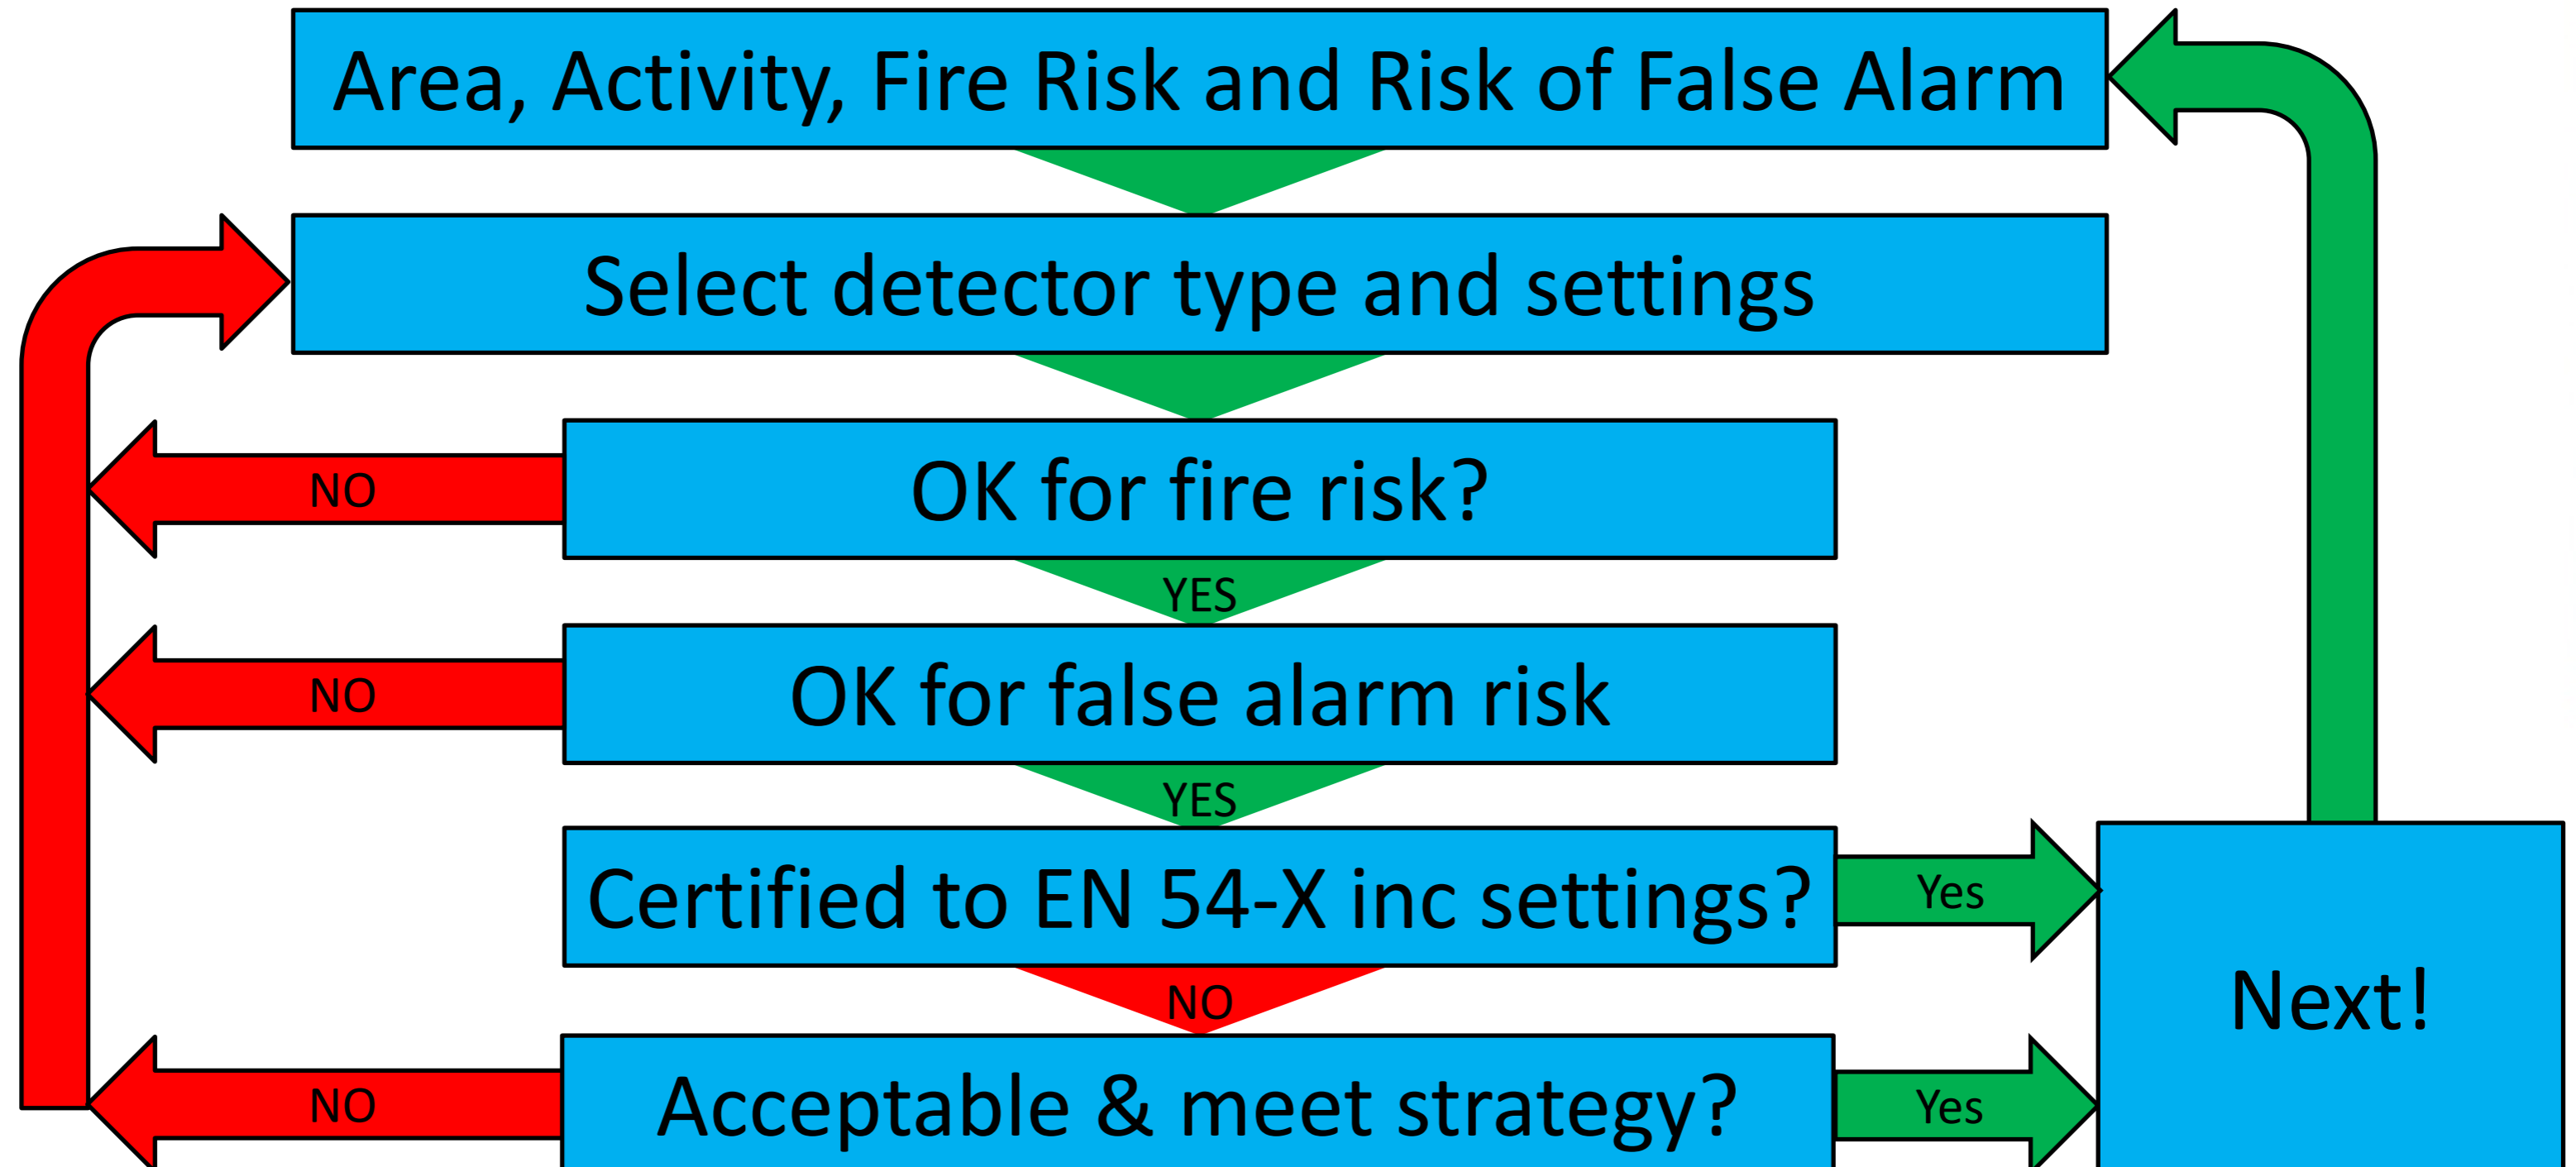 Area, Activity, Fire Risk and Risk of False Alarm
Select detector type and settings
NO
OK for fire risk?
YES
NO
OK for false alarm risk
YES
Certified to EN 54-X inc settings?
Yes
Next!
NO
NO
Acceptable & meet strategy?
Yes